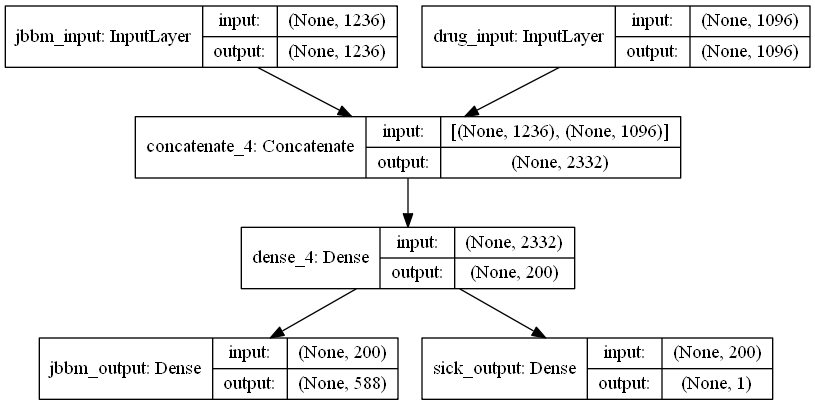 jbbm_input: InputLayer
input:
(None, 1236)
output:
(None, 1236)
drug_input: InputLayer
input:
(None, 1096)
output:
(None, 1096)
concatenate_4: Concatenate
input:
[(None, 1236), (None, 1096)]
output:
(None, 2332)
dense_4: Dense
input:
(None, 2332)
output:
(None, 200)
jbbm_output: Dense
input:
(None, 200)
output:
(None, 588)
sick_output: Dense
input:
(None, 200)
output:
(None, 1)